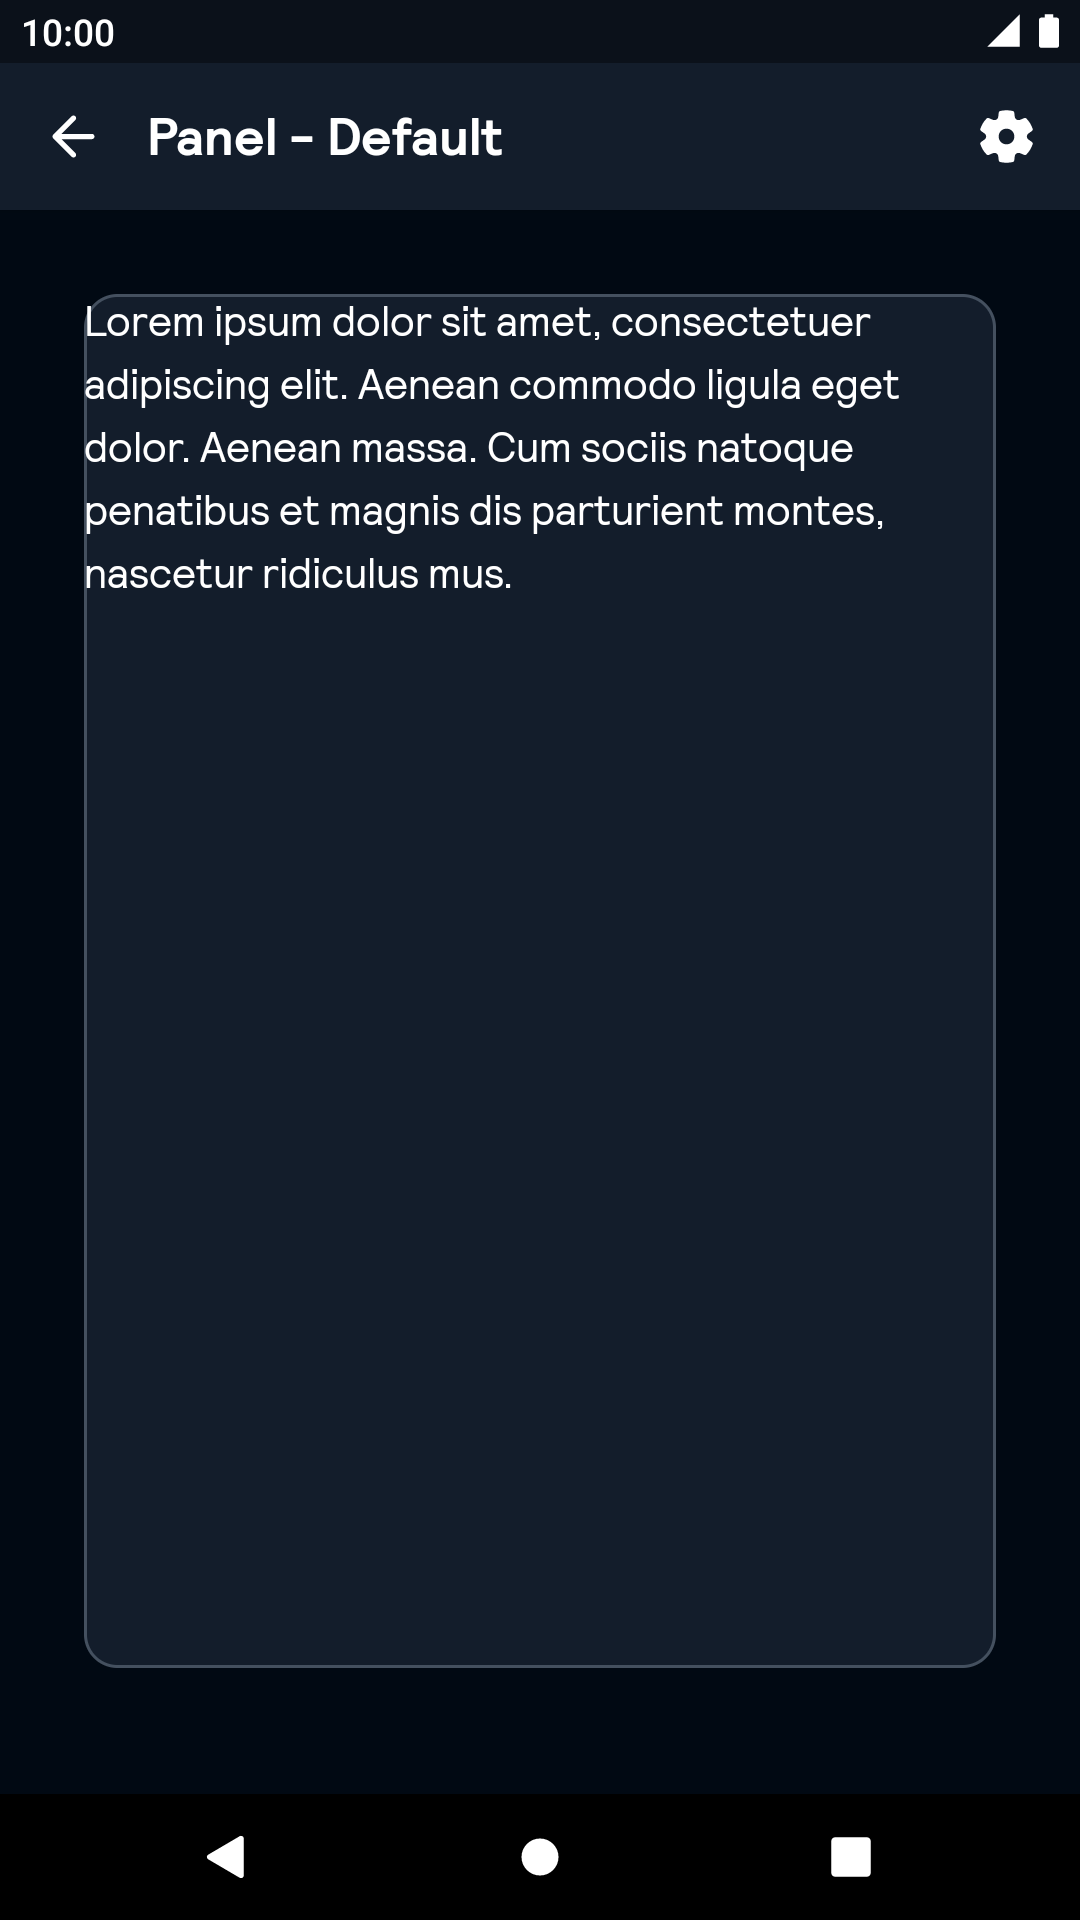 10:00
Panel - Default
Lorem ipsum dolor sit amet, consectetuer
adipiscing elit. Aenean commodo ligula eget
dolor. Aenean massa. Cum sociis natoque
penatibus et magnis dis parturient montes,
nascetur ridiculus mus.